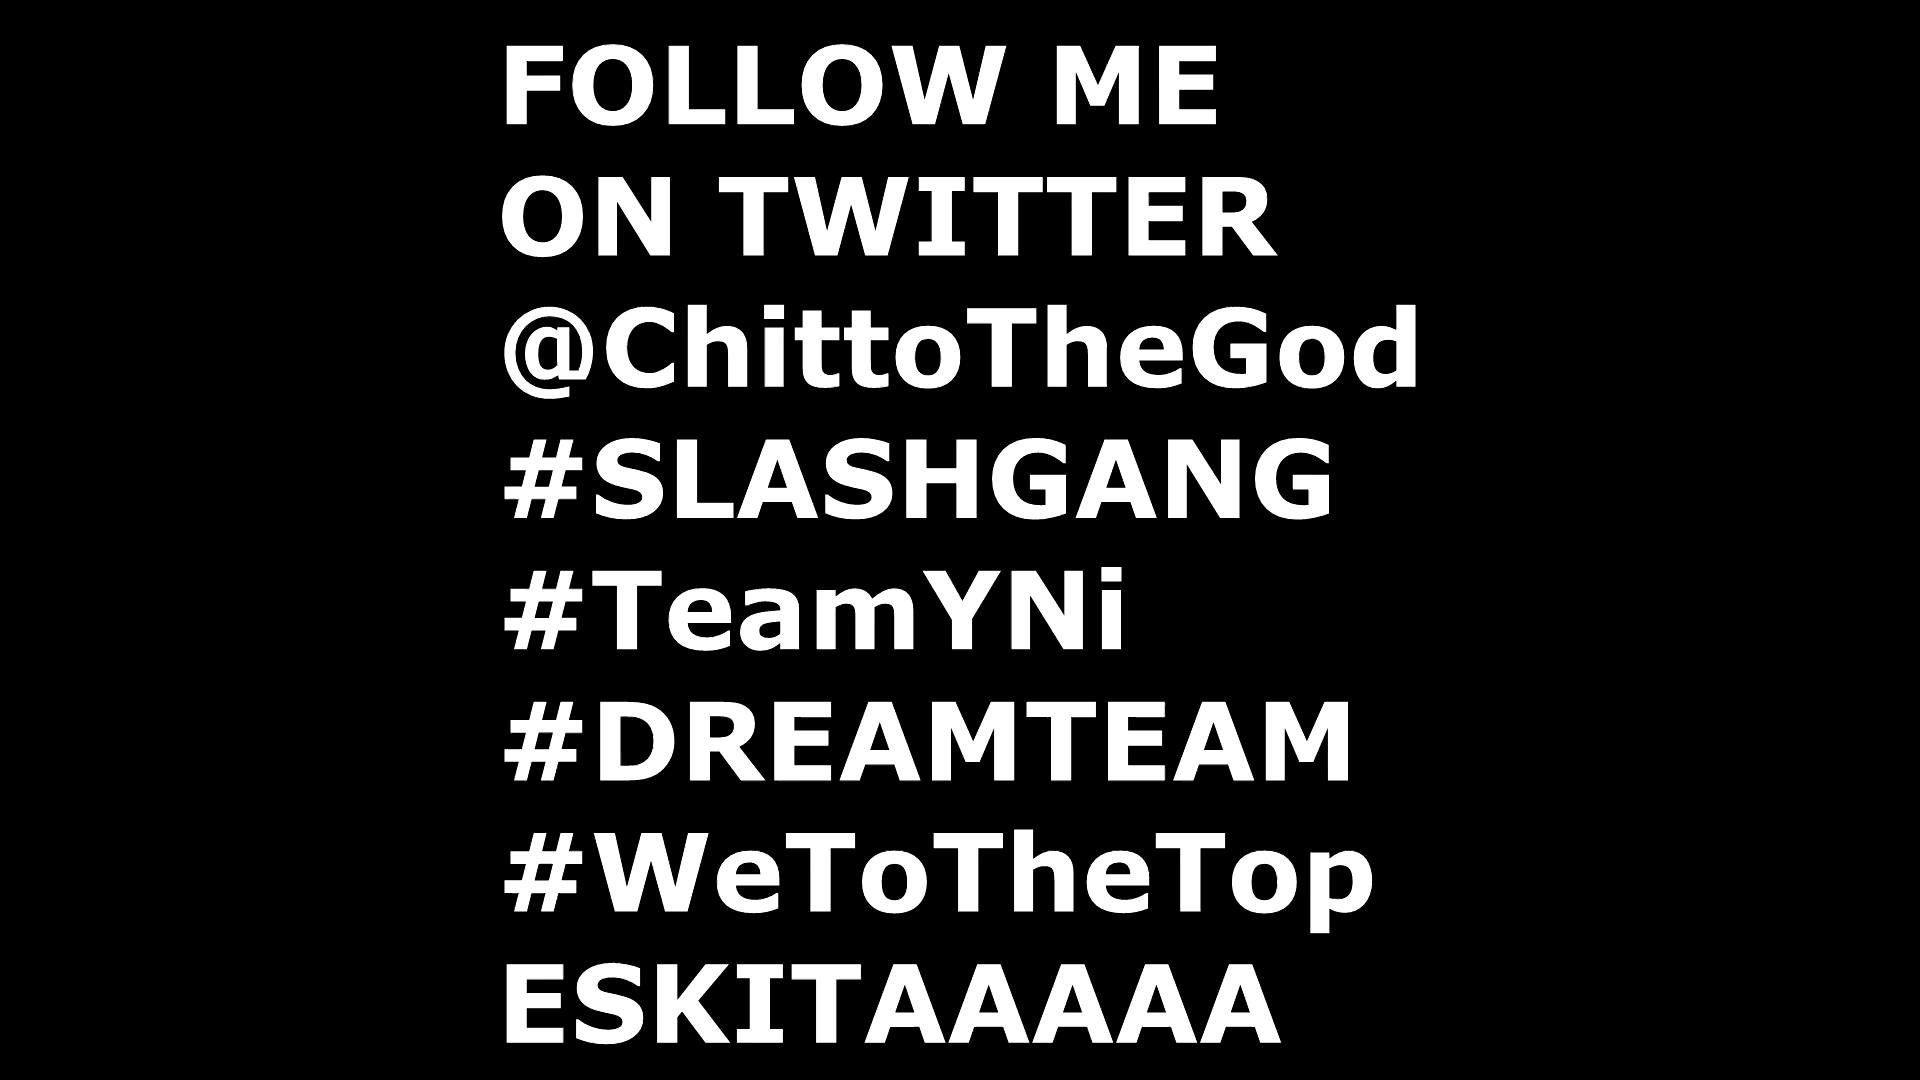 FOLLOW ME
ON TWITTER
@ChittoTheGod
#SLASHGANG
#TeamYNi
#DREAMTEAM
#WeToTheTop
ESKITAAAAA